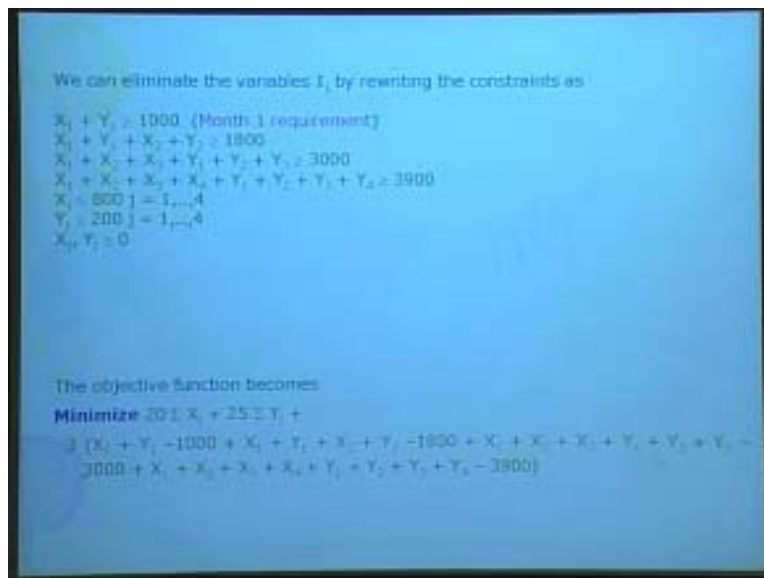 We can eliminate the variables Iⱼ by rewriting the constraints as
X₁ + Y₁ ≥ 1000 (Month 1 requirement)
X₁ + Y₁ + X₂ + Y₂ ≥ 1800
X₁ + X₂ + X₃ + Y₁ + Y₂ + Y₃ ≥ 3000
X₁ + X₂ + X₃ + X₄ + Y₁ + Y₂ + Y₃ + Y₄ ≥ 3900
Xⱼ ≤ 800 j = 1,…,4
Yⱼ ≤ 200 j = 1,…,4
Xⱼ, Yⱼ ≥ 0
The objective function becomes
Minimize 20 Σ Xⱼ + 25 Σ Yⱼ +
3 (X₁ + Y₁ -1000 + X₁ + Y₁ + X₂ + Y₂ -1800 + X₁ + X₂ + X₃ + Y₁ + Y₂ + Y₃ –
3000 + X₁ + X₂ + X₃ + X₄ + Y₁ + Y₂ + Y₃ + Y₄ – 3900)